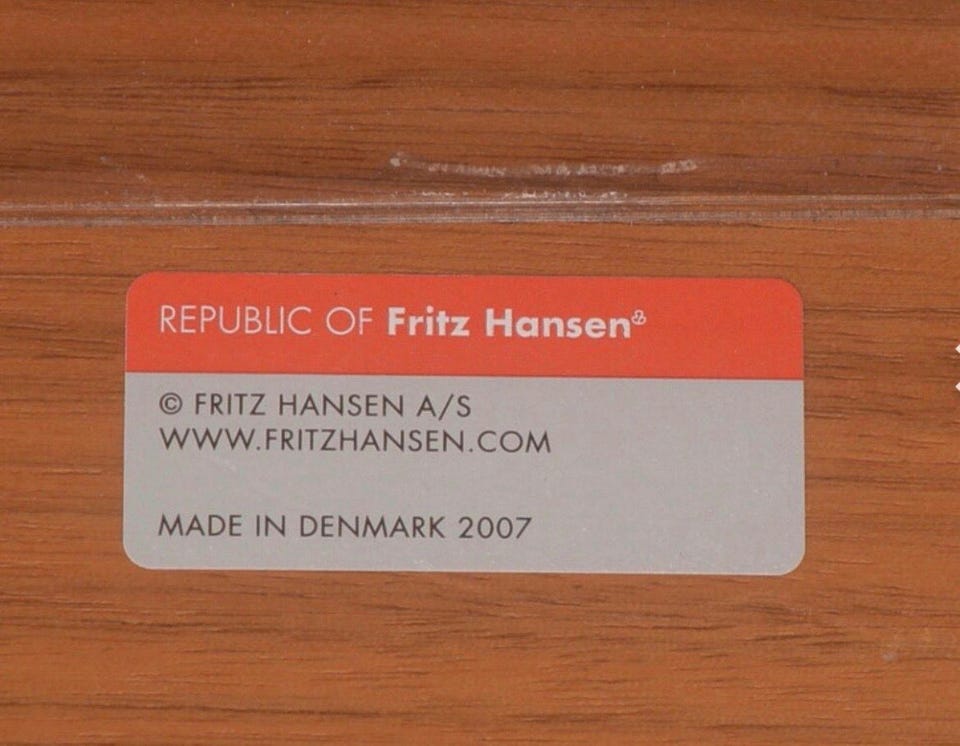 REPUBLIC OF Fritz Hansen
© FRITZ HANSEN A/S
WWW.FRITZHANSEN.COM
MADE IN DENMARK 2007